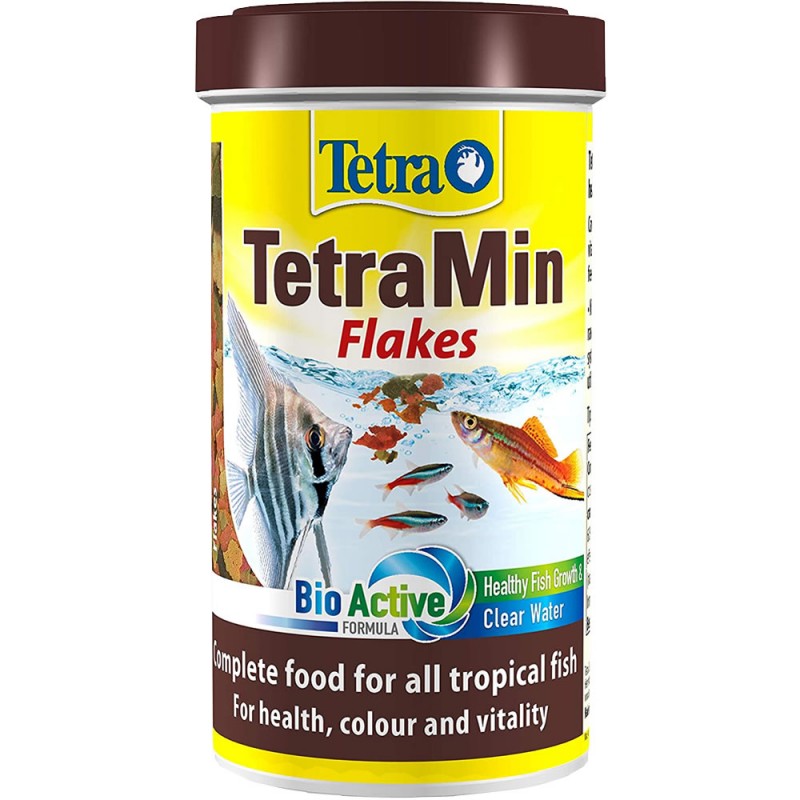 Tetra
TetraMin
Flakes
Flakes
Bio Active
FORMULA
Healthy Fish Growth &
Clear Water
Complete food for all tropical fish
For health, colour and vitality